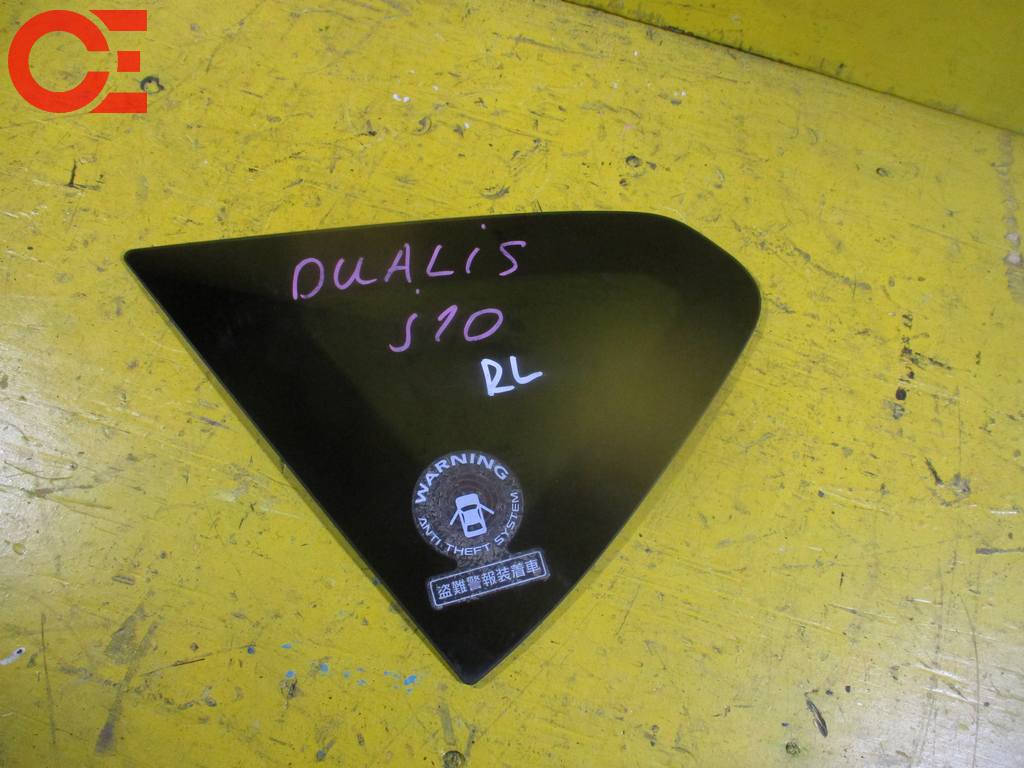 DUALiS
J10
RL
WARNING
ANTI THEFT SYSTEM
盗難警報装着車